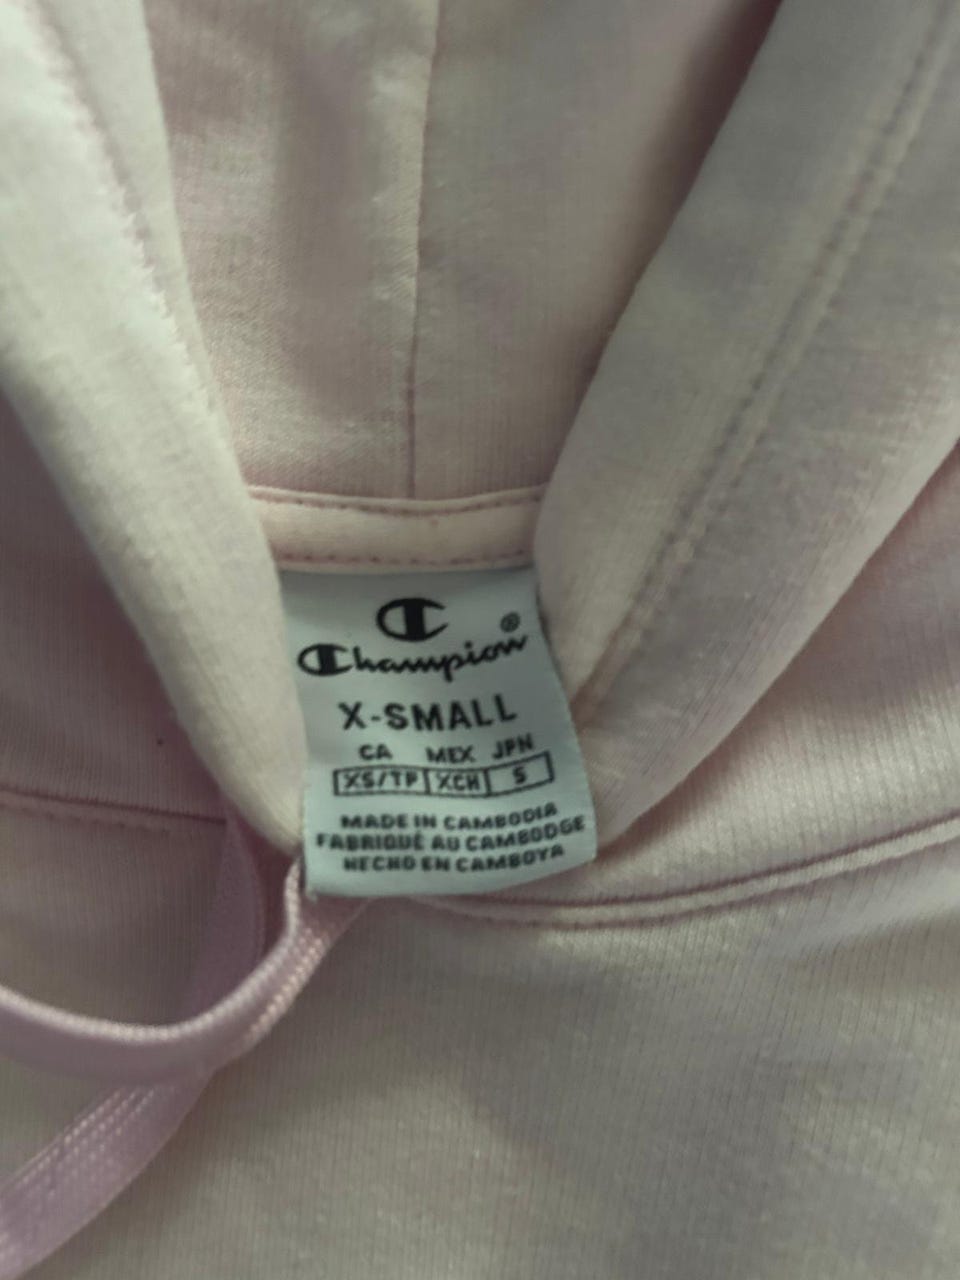 Champion®
X-SMALL
CA MEX JPN
XS/TP XCH S
MADE IN CAMBODIA
FABRIQUÉ AU CAMBODGE
HECHO EN CAMBOYA